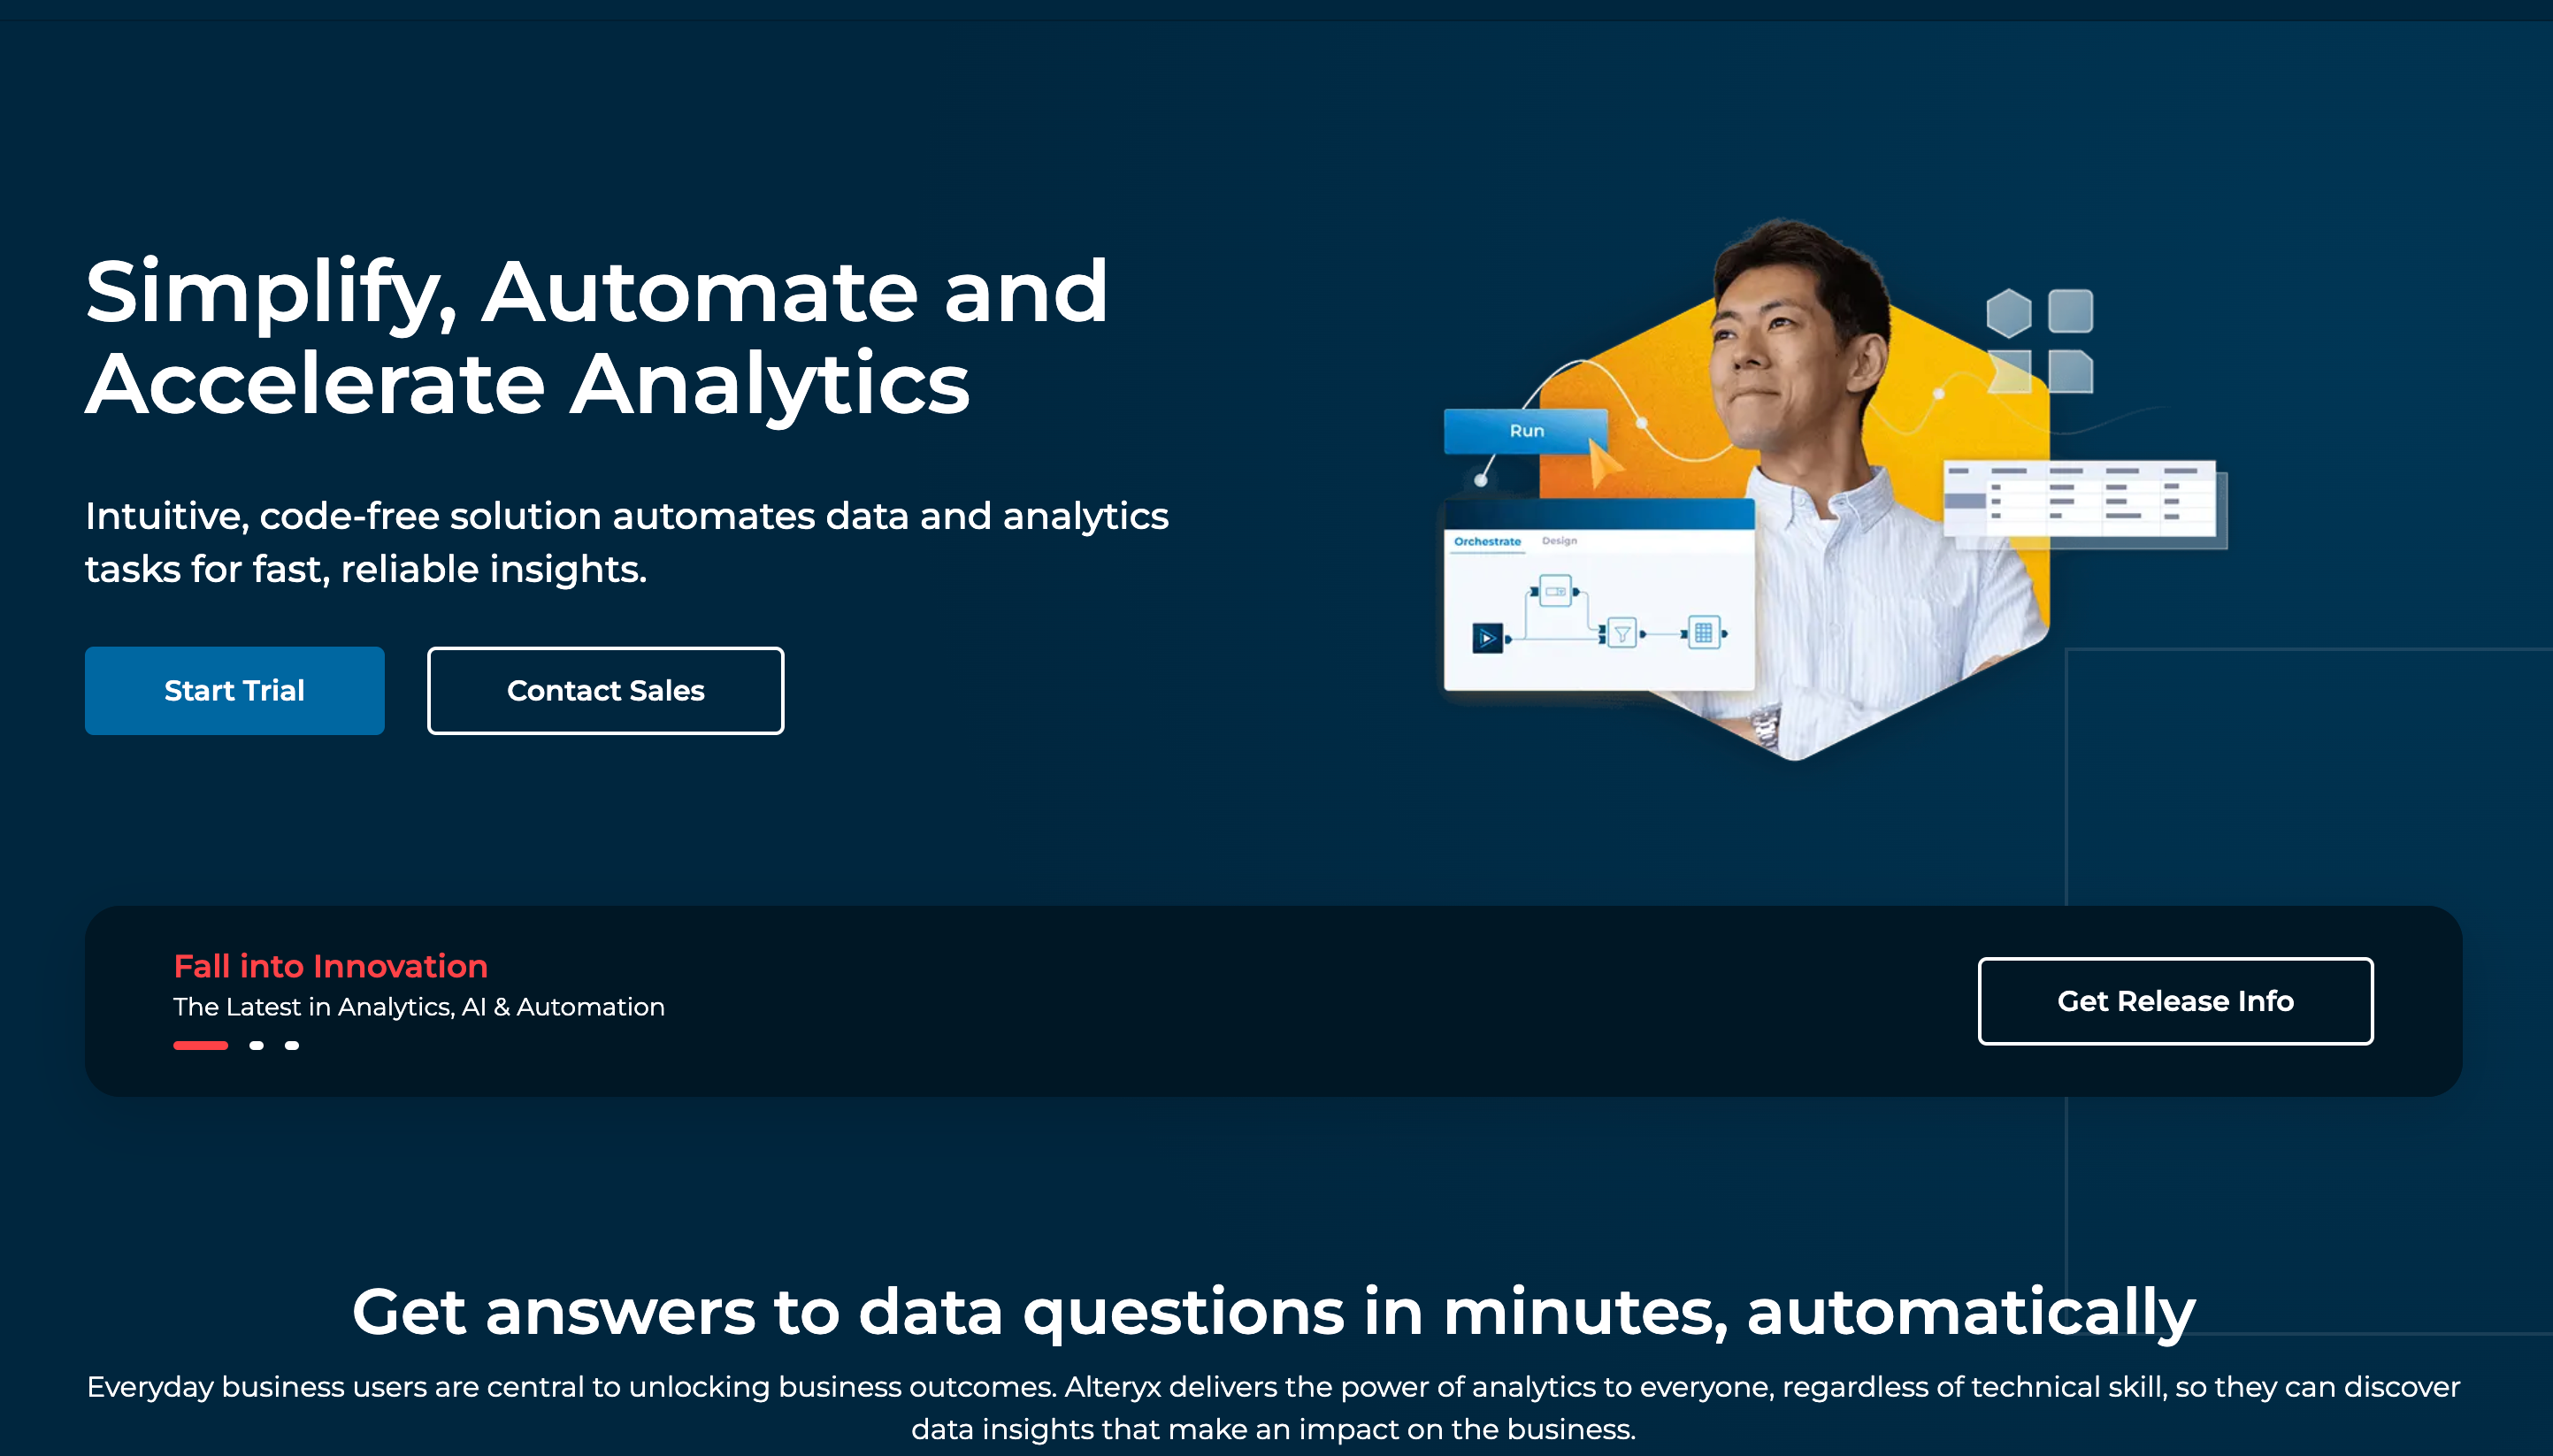 Simplify, Automate and
Accelerate Analytics
Intuitive, code-free solution automates data and analytics
tasks for fast, reliable insights.
Start Trial
Contact Sales
Run
Orchestrate
Design
Fall into Innovation
The Latest in Analytics, AI & Automation
Get Release Info
Get answers to data questions in minutes, automatically
Everyday business users are central to unlocking business outcomes. Alteryx delivers the power of analytics to everyone, regardless of technical skill, so they can discover
data insights that make an impact on the business.